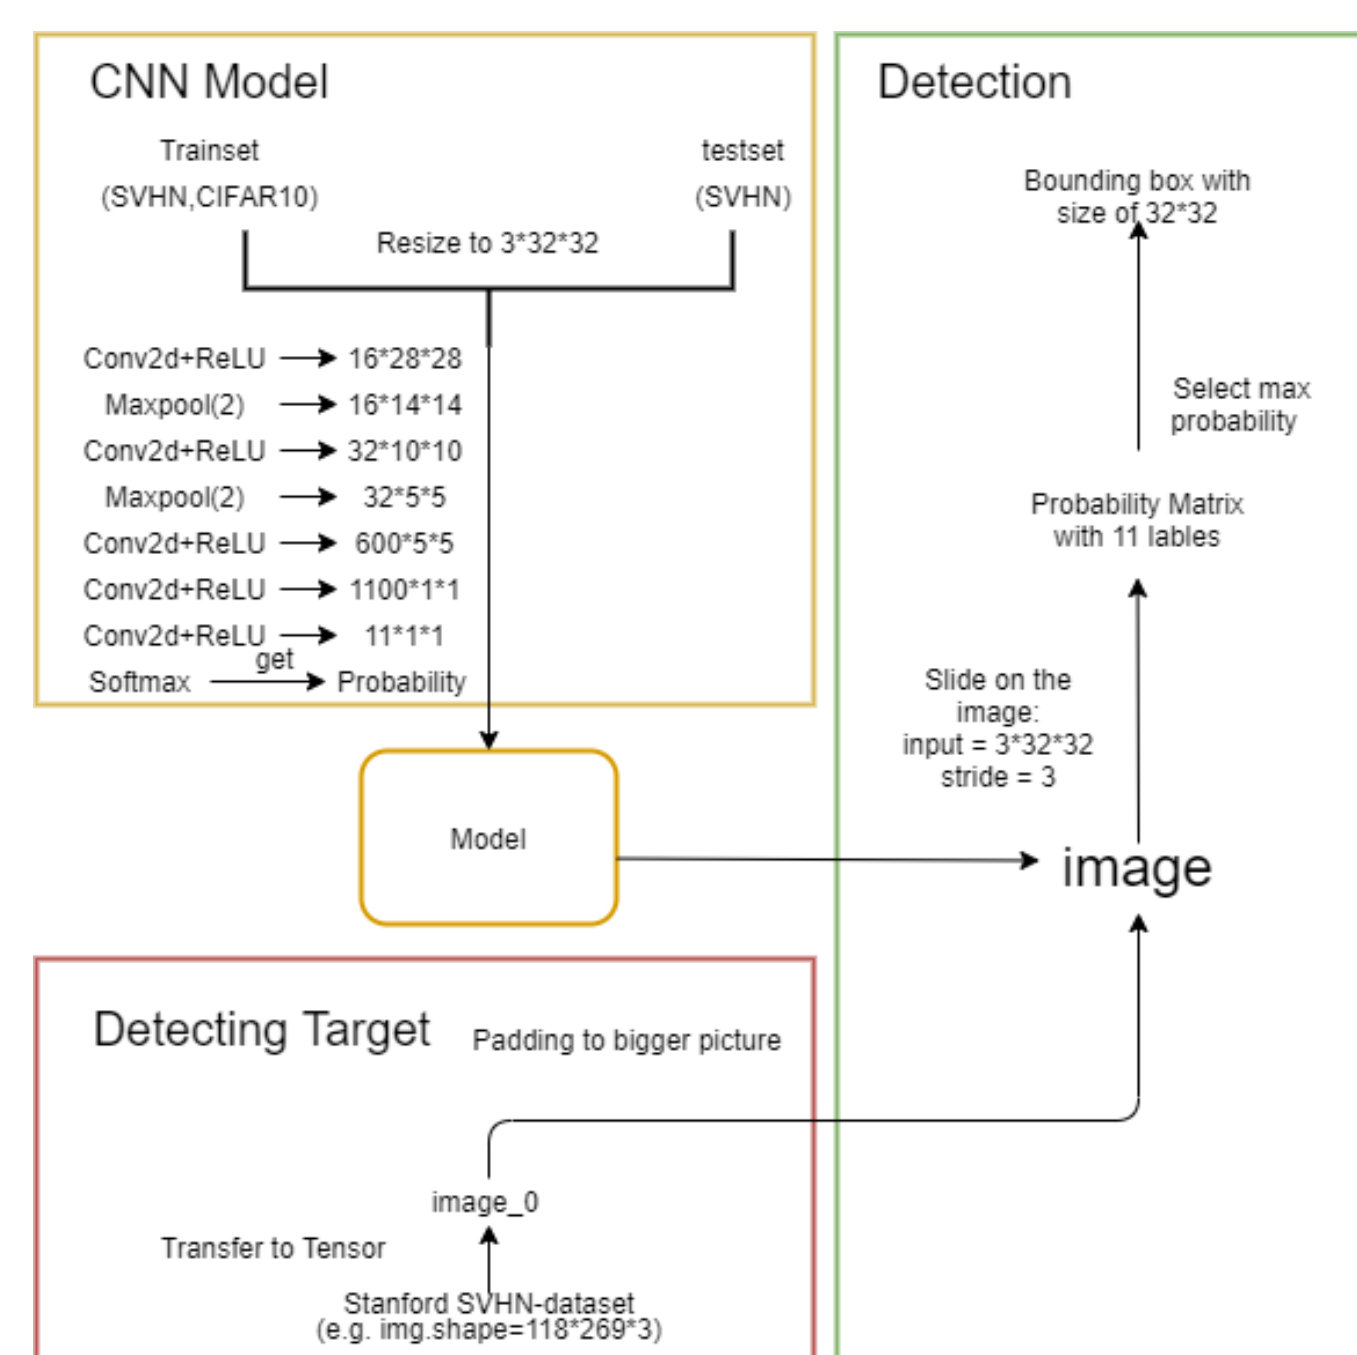 CNN Model
Trainset
(SVHN,CIFAR10)
testset
(SVHN)
Resize to 3*32*32
Conv2d+ReLU 16*28*28
Maxpool(2) 16*14*14
Conv2d+ReLU 32*10*10
Maxpool(2) 32*5*5
Conv2d+ReLU 600*5*5
Conv2d+ReLU 1100*1*1
Conv2d+ReLU 11*1*1
get
Softmax Probability
Model
Detecting Target
Padding to bigger picture
image_0
Transfer to Tensor
Stanford SVHN-dataset
(e.g. img.shape=118*269*3)
Detection
Bounding box with
size of 32*32
Select max
probability
Probability Matrix
with 11 lables
Slide on the
image:
input = 3*32*32
stride = 3
image